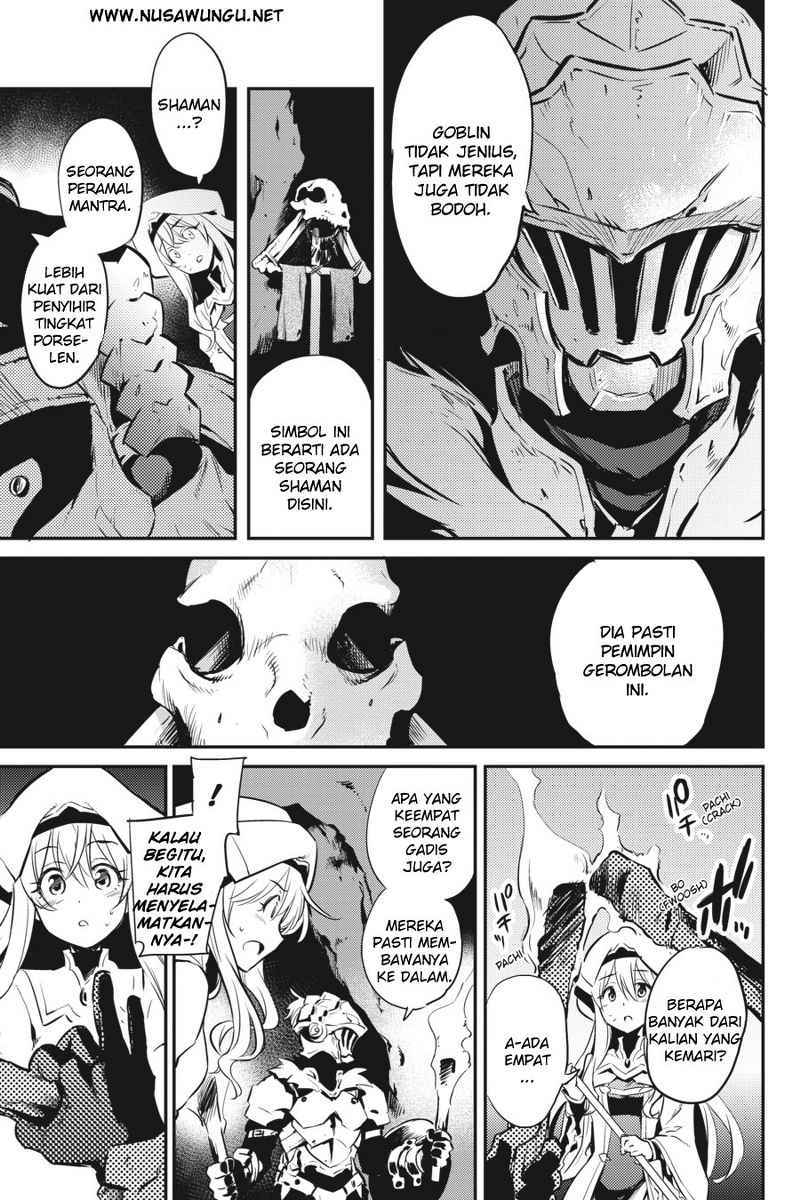 WWW.NUSAWUNGU.NET
GOBLIN
TIDAK JENIUS,
TAPI MEREKA
JUGA TIDAK
BODOH.
SIMBOL INI
BERARTI ADA
SEORANG
SHAMAN
DISINI.
SHAMAN
...?
SEORANG
PERAMAL
MANTRA.
LEBIH
KUAT DARI
PENYIHIR
TINGKAT
PORSE-
LEN.
DIA PASTI
PEMIMPIN
GEROMBOLAN
INI.
パチ
PACHI
(CRACK)
ボッ
BO
(FWOOSH)
パチ
PACHI
BERAPA
BANYAK DARI
KALIAN YANG
KEMARI?
A-ADA
EMPAT
...
APA YANG
KEEMPAT
SEORANG
GADIS
JUGA?
MEREKA
PASTI MEM-
BAWANYA
KE DALAM.
!
KALAU
BEGITU,
KITA
HARUS
MENYELA-
MATKAN-
NYA-!